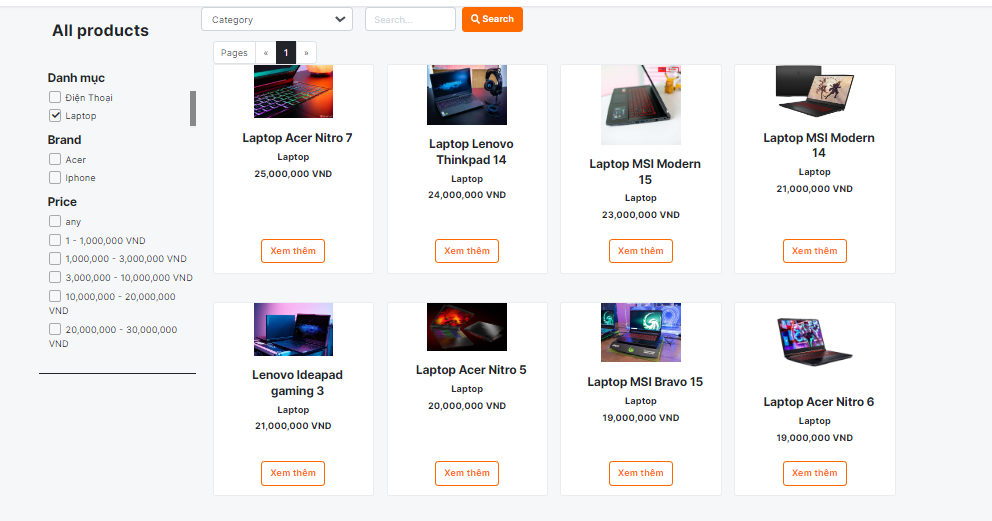 All products
Category
Search...
Search
Pages
«
1
»
Danh mục
Điện Thoại
Laptop
Brand
Acer
Iphone
Price
any
1 - 1,000,000 VND
1,000,000 - 3,000,000 VND
3,000,000 - 10,000,000 VND
10,000,000 - 20,000,000
VND
20,000,000 - 30,000,000
VND
Laptop Acer Nitro 7
Laptop
25,000,000 VND
Xem thêm
Laptop Lenovo
Thinkpad 14
Laptop
24,000,000 VND
Xem thêm
Laptop MSI Modern
15
Laptop
23,000,000 VND
Xem thêm
Laptop MSI Modern
14
Laptop
21,000,000 VND
Xem thêm
Lenovo Ideapad
gaming 3
Laptop
21,000,000 VND
Xem thêm
Laptop Acer Nitro 5
Laptop
20,000,000 VND
Xem thêm
Laptop MSI Bravo 15
Laptop
19,000,000 VND
Xem thêm
Laptop Acer Nitro 6
Laptop
19,000,000 VND
Xem thêm